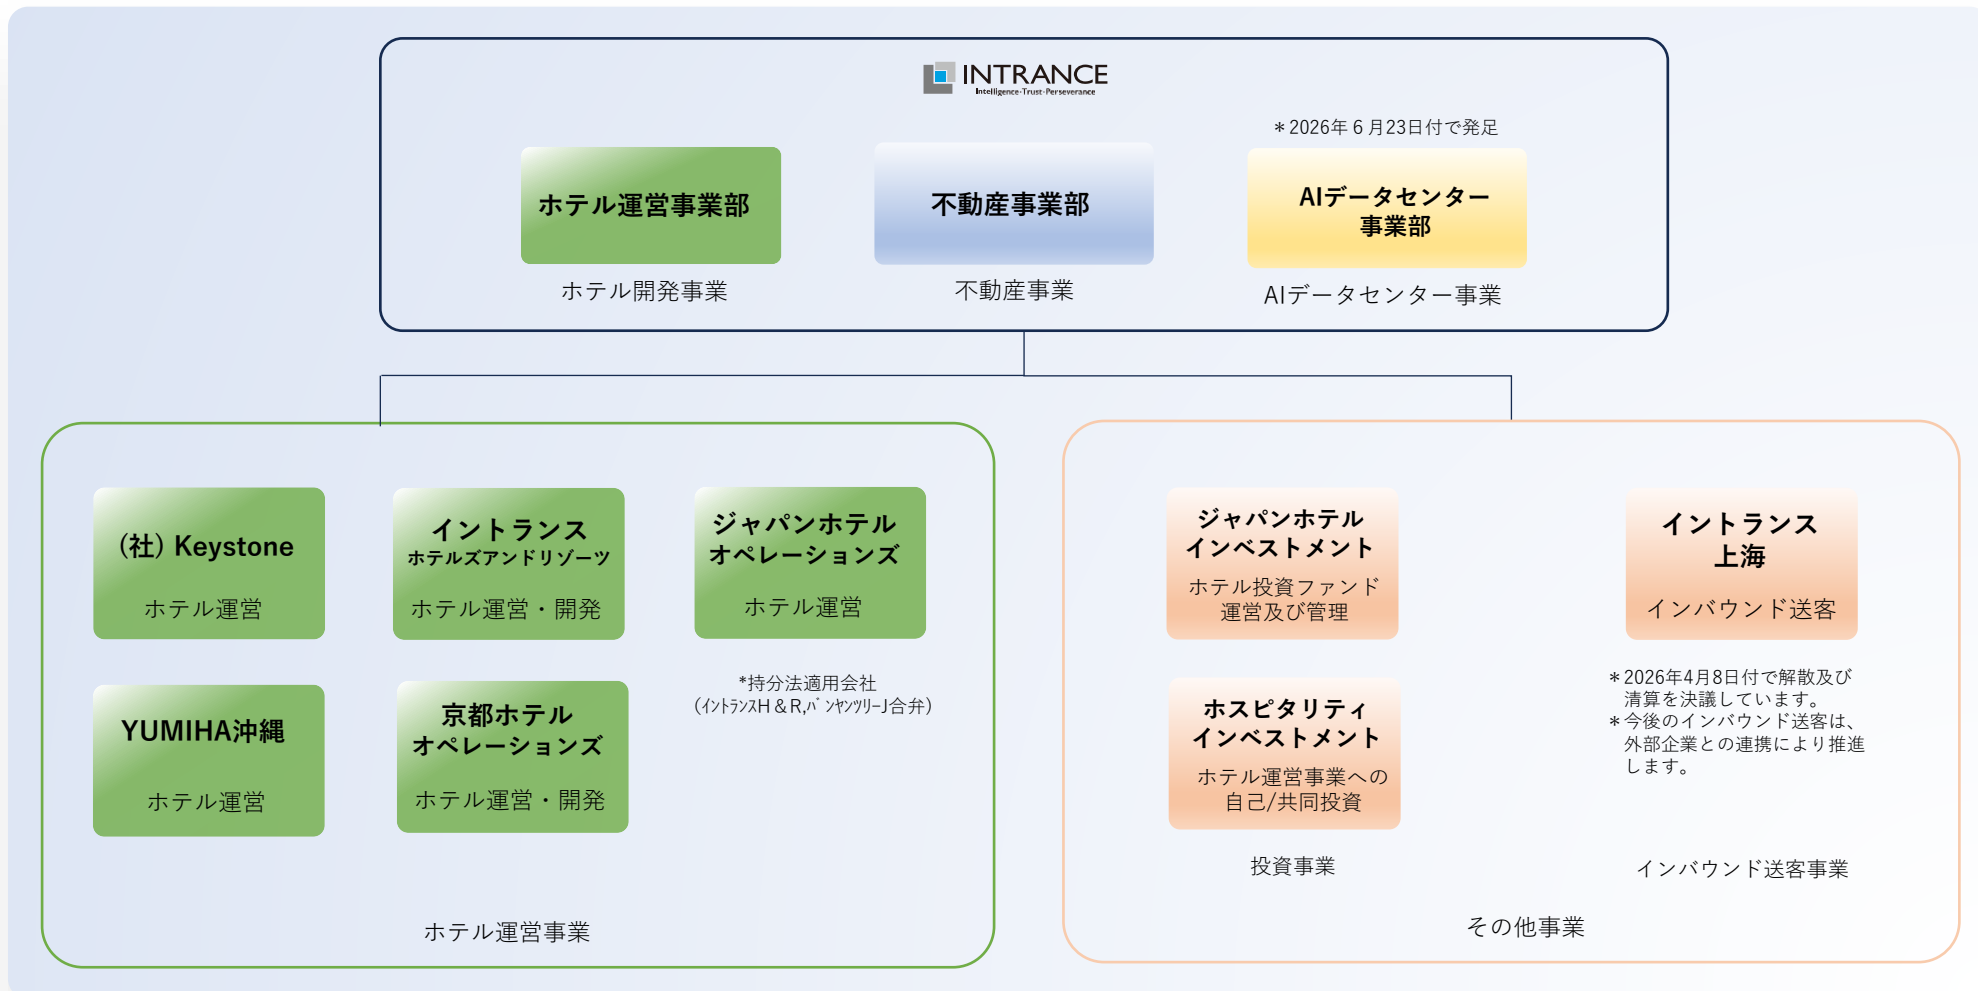 INTRANCE
Intelligence-Trust-Perseverance
＊2026年６月23日付で発足
ホテル運営事業部
不動産事業部
AIデータセンター
事業部
ホテル開発事業
不動産事業
AIデータセンター事業
(社) Keystone
ホテル運営
イントランス
ホテルズアンドリゾーツ
ホテル運営・開発
ジャパンホテル
オペレーションズ
ホテル運営
*持分法適用会社
(ｲﾝﾄﾗﾝｽH＆R,ﾊﾞﾝﾔﾝﾂﾘｰJ合弁)
YUMIHA沖縄
ホテル運営
京都ホテル
オペレーションズ
ホテル運営・開発
ホテル運営事業
ジャパンホテル
インベストメント
ホテル投資ファンド
運営及び管理
ホスピタリティ
インベストメント
ホテル運営事業への
自己/共同投資
投資事業
イントランス
上海
インバウンド送客
＊2026年4月8日付で解散及び
清算を決議しています。
＊今後のインバウンド送客は、
外部企業との連携により推進
します。
インバウンド送客事業
その他事業